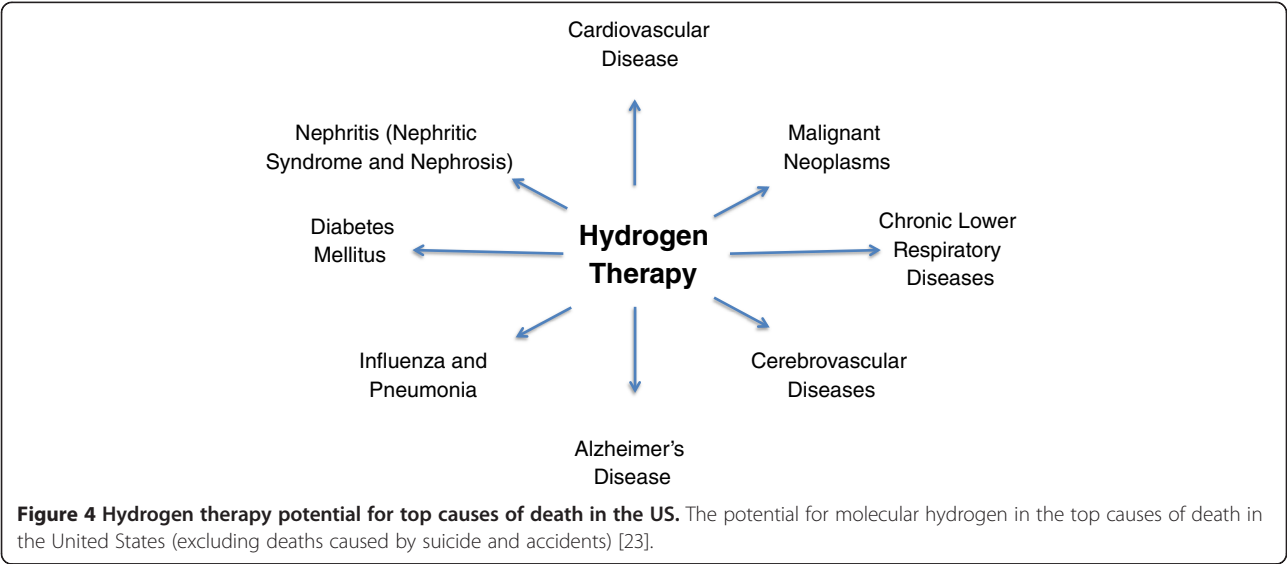 Cardiovascular
Disease
Nephritis (Nephritic
Syndrome and Nephrosis)
Malignant
Neoplasms
Diabetes
Mellitus
Hydrogen
Therapy
Chronic Lower
Respiratory
Diseases
Influenza and
Pneumonia
Cerebrovascular
Diseases
Alzheimer's
Disease
Figure 4 Hydrogen therapy potential for top causes of death in the US. The potential for molecular hydrogen in the top causes of death in
the United States (excluding deaths caused by suicide and accidents) [23].